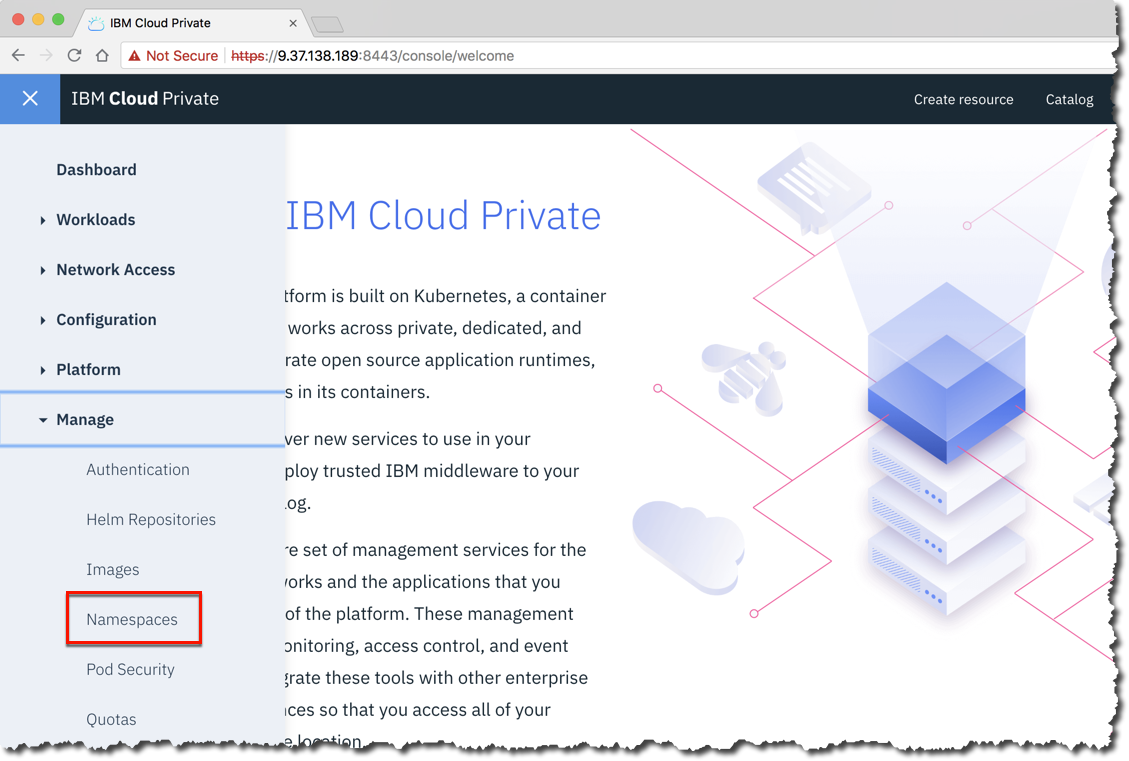 IBM Cloud Private
Not Secure https://9.37.138.189:8443/console/welcome
IBM Cloud Private
Create resource
Catalog
Dashboard
Workloads
Network Access
Configuration
Platform
Manage
Authentication
Helm Repositories
Images
Namespaces
Pod Security
Quotas
IBM Cloud Private
tform is built on Kubernetes, a container
works across private, dedicated, and
rate open source application runtimes,
s in its containers.
ver new services to use in your
ploy trusted IBM middleware to your
log.
re set of management services for the
works and the applications that you
of the platform. These management
onitoring, access control, and event
grate these tools with other enterprise
nces so that you access all of your
e location.